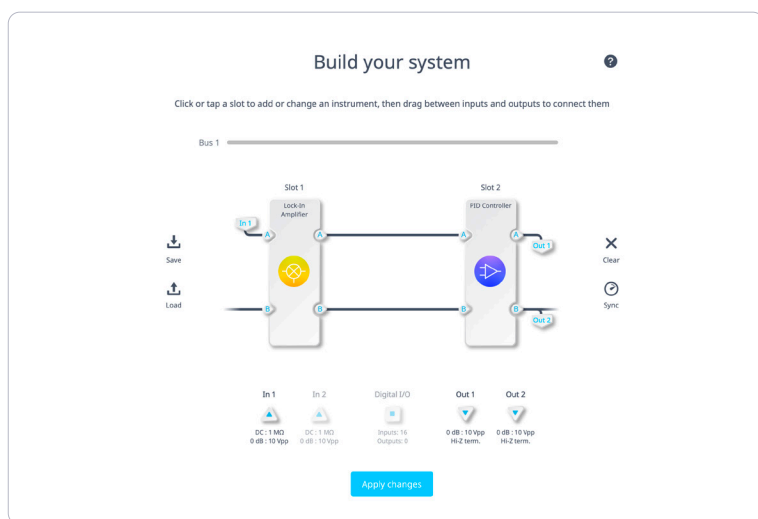 Build your system
?
Click or tap a slot to add or change an instrument, then drag between inputs and outputs to connect them
Bus 1
Slot 1
Slot 2
Lock-In
Amplifier
PID Controller
In 1
A
A
A
A
Out 1
Save
Clear
Load
Sync
B
B
B
B
Out 2
In 1
In 2
Digital I/O
Out 1
Out 2
DC : 1 MΩ
0 dB : 10 Vpp
DC : 1 MΩ
0 dB : 10 Vpp
Inputs: 16
Outputs: 0
0 dB : 10 Vpp
Hi-Z term.
0 dB : 10 Vpp
Hi-Z term.
Apply changes